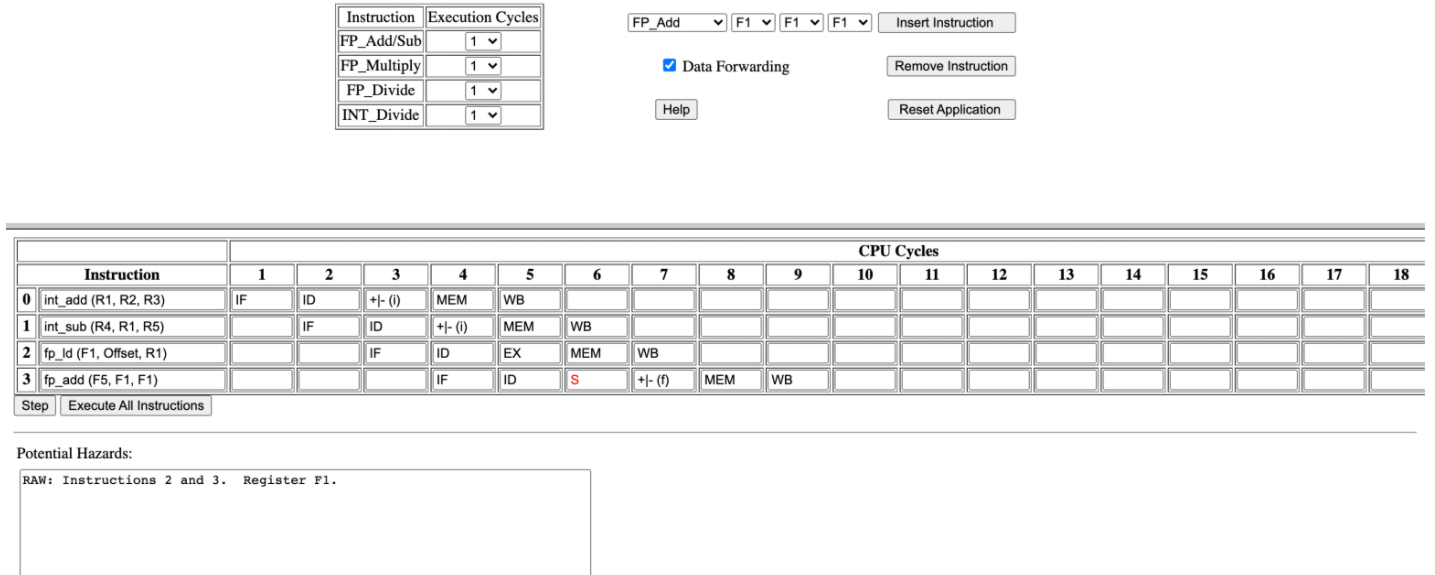 Instruction Execution Cycles
FP_Add/Sub 1
FP_Multiply 1
FP_Divide 1
INT_Divide 1
FP_Add F1 F1 F1 Insert Instruction
Data Forwarding Remove Instruction
Help Reset Application
CPU Cycles
Instruction 1 2 3 4 5 6 7 8 9 10 11 12 13 14 15 16 17 18
0 int_add (R1, R2, R3) IF ID +|- (i) MEM WB
1 int_sub (R4, R1, R5) IF ID +|- (i) MEM WB
2 fp_ld (F1, Offset, R1) IF ID EX MEM WB
3 fp_add (F5, F1, F1) IF ID S +|- (f) MEM WB
Step Execute All Instructions
Potential Hazards:
RAW: Instructions 2 and 3. Register F1.